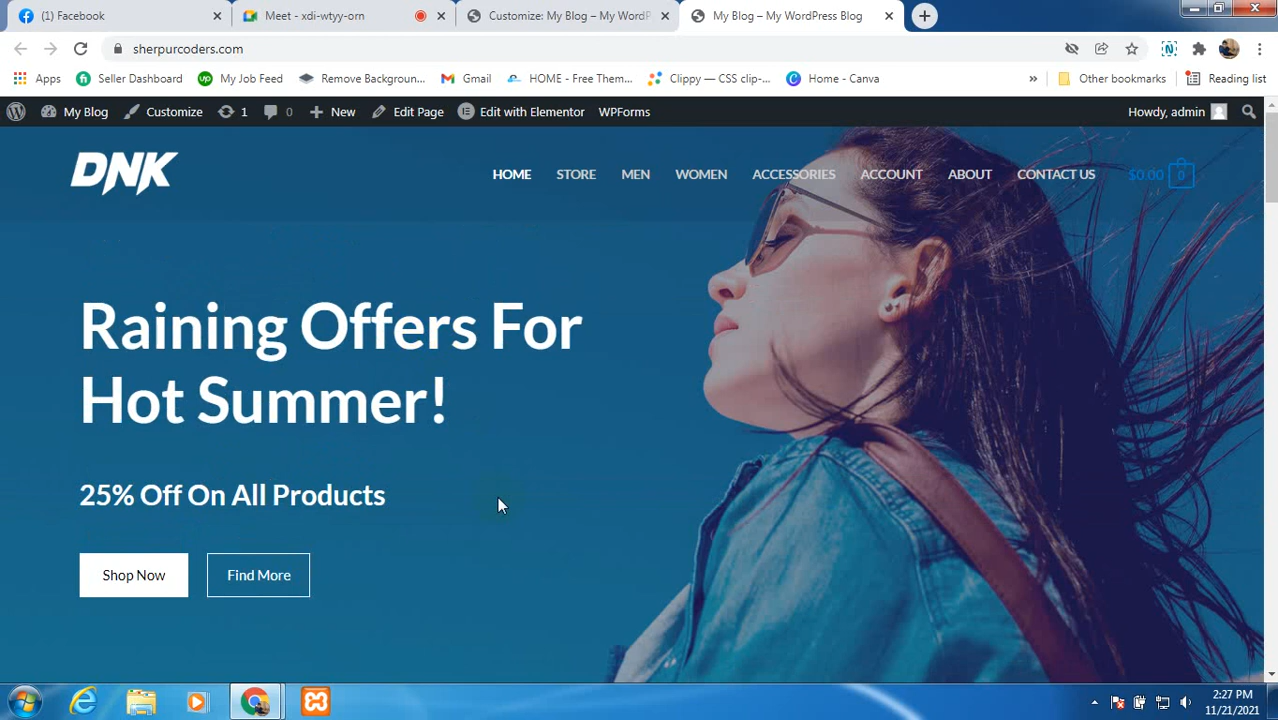 (1) Facebook
Meet - xdi-wtyy-orn
Customize: My Blog – My WordP
My Blog – My WordPress Blog
sherpurcoders.com
Apps
Seller Dashboard
My Job Feed
Remove Backgroun...
Gmail
HOME - Free Them...
Clippy — CSS clip-...
Home - Canva
»
Other bookmarks
Reading list
My Blog
Customize
1
0
New
Edit Page
Edit with Elementor
WPForms
Howdy, admin
DNK
HOME
STORE
MEN
WOMEN
ACCESSORIES
ACCOUNT
ABOUT
CONTACT US
$0.00
0
Raining Offers For
Hot Summer!
25% Off On All Products
Shop Now
Find More
2:27 PM
11/21/2021